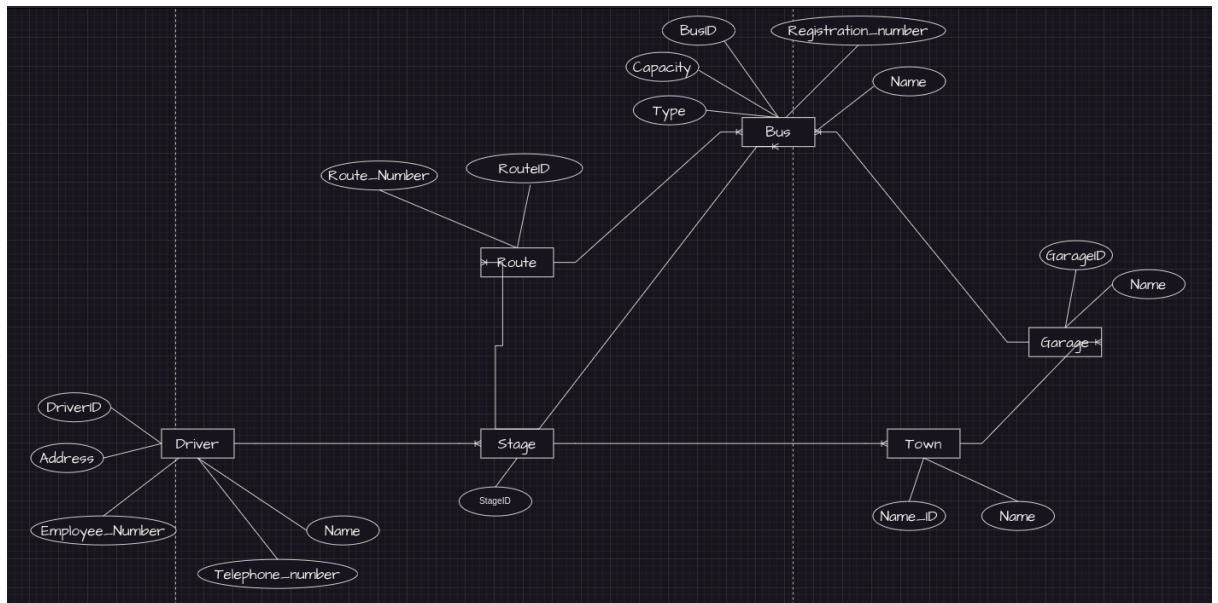 BusID
Registration_number
Capacity
Name
Type
Bus
Route_Number
RouteID
Route
GarageID
Name
Garage
DriverID
Driver
Stage
Town
Address
StageID
Name_ID
Name
Employee_Number
Name
Telephone_number